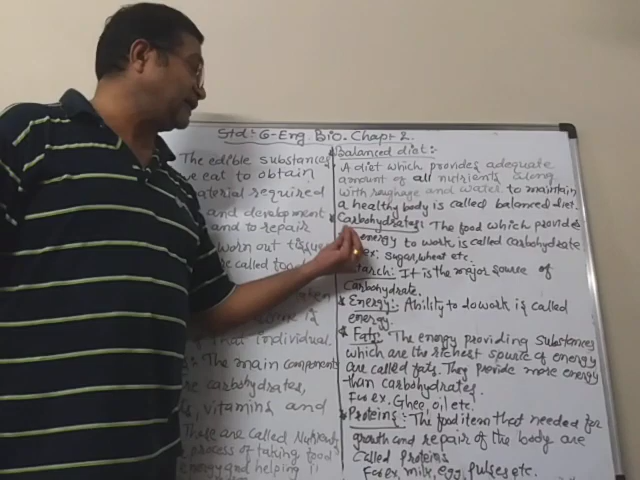 Std:- 6-Eng. Bio. Chapt 2.
The edible substances
we eat to obtain
material required
and development
and to repair
worn out tissue
are called food
taken
That individual.
: The main component
are carbohydrates,
, vitamins and
These are called Nutrients
process of taking food
energy and helping
Balanced diet:-
A diet which provides adequate
amount of all nutrients along
with roughage and water to maintain
a healthy body is called balanced diet.
Carbohydrates: The food which provides
energy to work is called carbohydrate
ex: sugar, wheat etc.
Starch: It is the major source of
Carbohydrate.
Energy:- Ability to do work is called
energy.
Fats: The energy providing substances
which are the richest source of energy
are called fats. They provide more energy
than carbohydrates.
For ex. Ghee, oil etc.
Proteins:- The food item that needed for
growth and repair of the body are
called Proteins
For ex, milk, egg, pulses, etc.